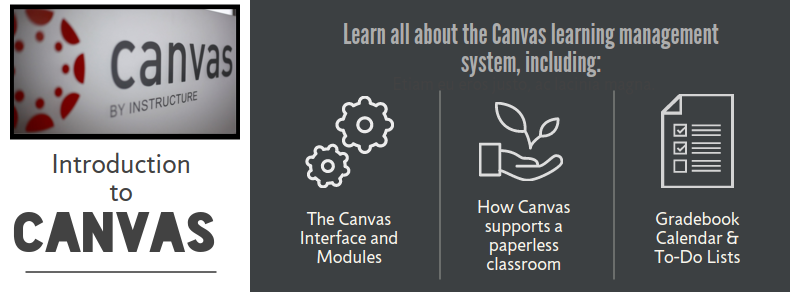 canvas
BY INSTRUCTURE
Introduction
to
CANVAS
Learn all about the Canvas learning management
system, including:
The Canvas
Interface and
Modules
How Canvas
supports a
paperless
classroom
Gradebook
Calendar &
To-Do Lists